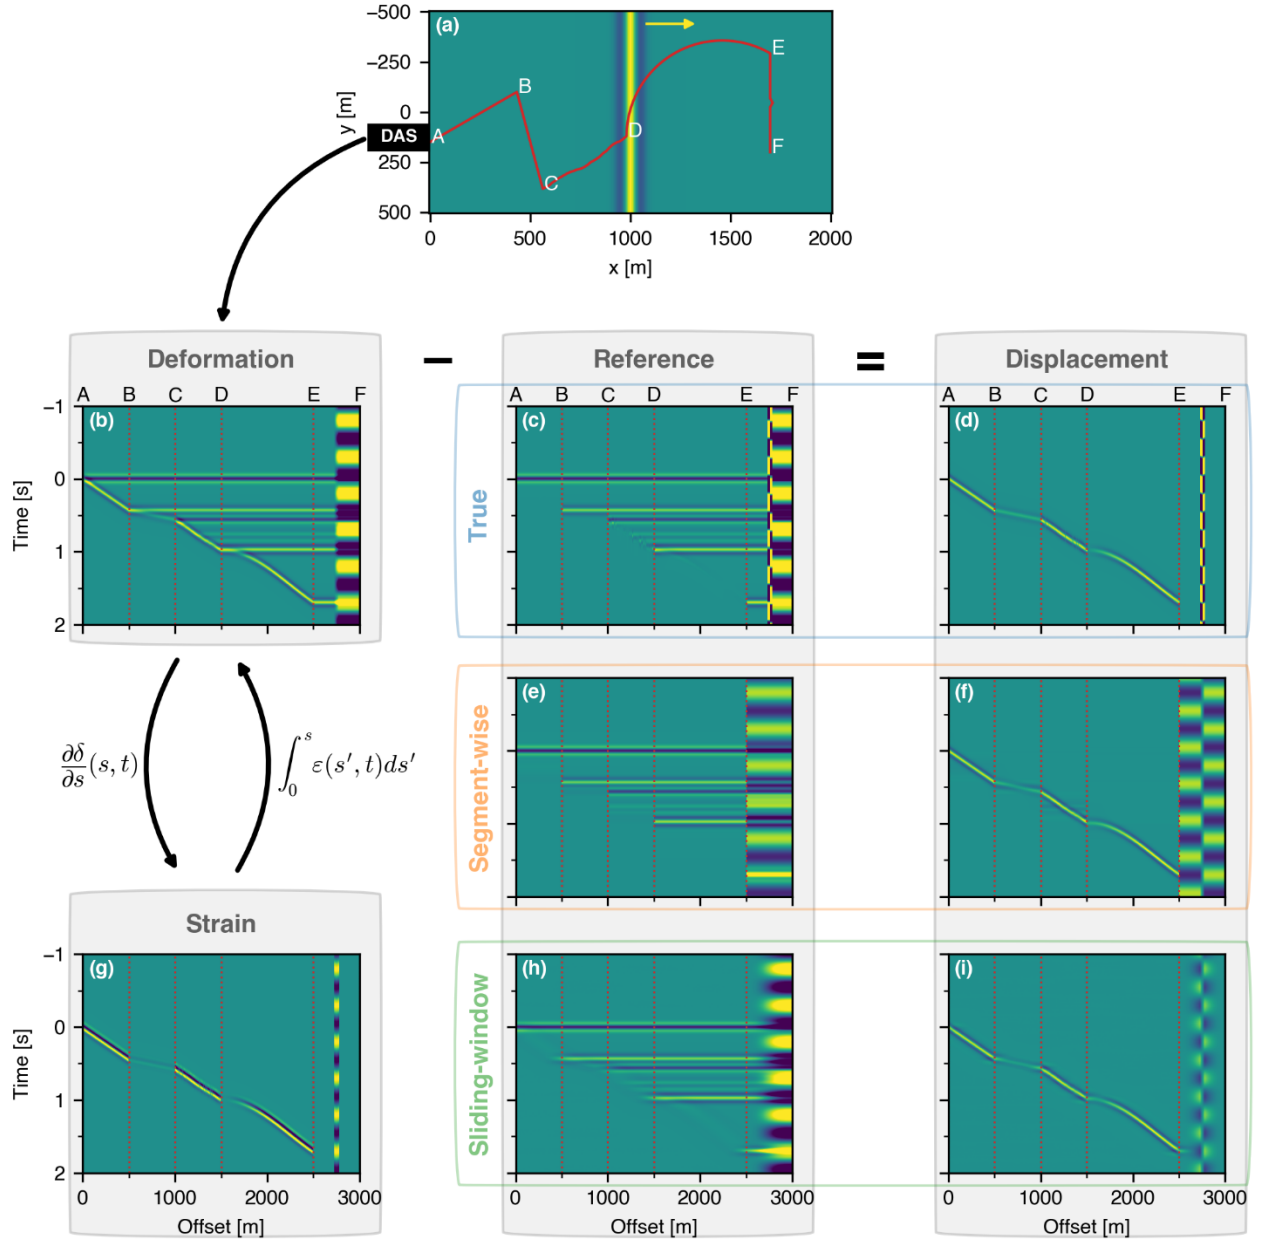 (a)
−500
−250
0
250
500
y [m]
DAS
A
B
C
D
E
F
0 500 1000 1500 2000
x [m]
Deformation − Reference = Displacement
A B C D E F
A B C D E F
A B C D E F
(b)
(c)
(d)
−1
0
1
2
Time [s]
True
(e)
(f)
Segment-wise
∂δ/∂s (s, t)
∫₀ˢ ε(s′, t)ds′
Strain
(g)
(h)
(i)
−1
0
1
2
Time [s]
Sliding-window
0 1000 2000 3000
Offset [m]
0 1000 2000 3000
Offset [m]
0 1000 2000 3000
Offset [m]